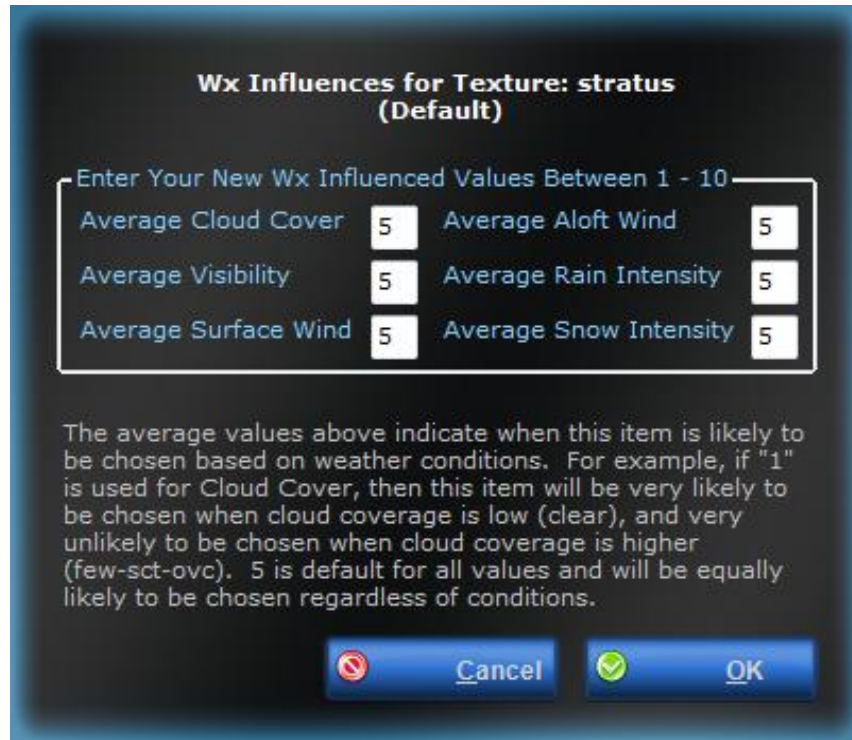 Wx Influences for Texture: stratus
(Default)
Enter Your New Wx Influenced Values Between 1 - 10
Average Cloud Cover 5 Average Aloft Wind 5
Average Visibility 5 Average Rain Intensity 5
Average Surface Wind 5 Average Snow Intensity 5
The average values above indicate when this item is likely to
be chosen based on weather conditions.  For example, if "1"
is used for Cloud Cover, then this item will be very likely to
be chosen when cloud coverage is low (clear), and very
unlikely to be chosen when cloud coverage is higher
(few-sct-ovc).  5 is default for all values and will be equally
likely to be chosen regardless of conditions.
Cancel OK